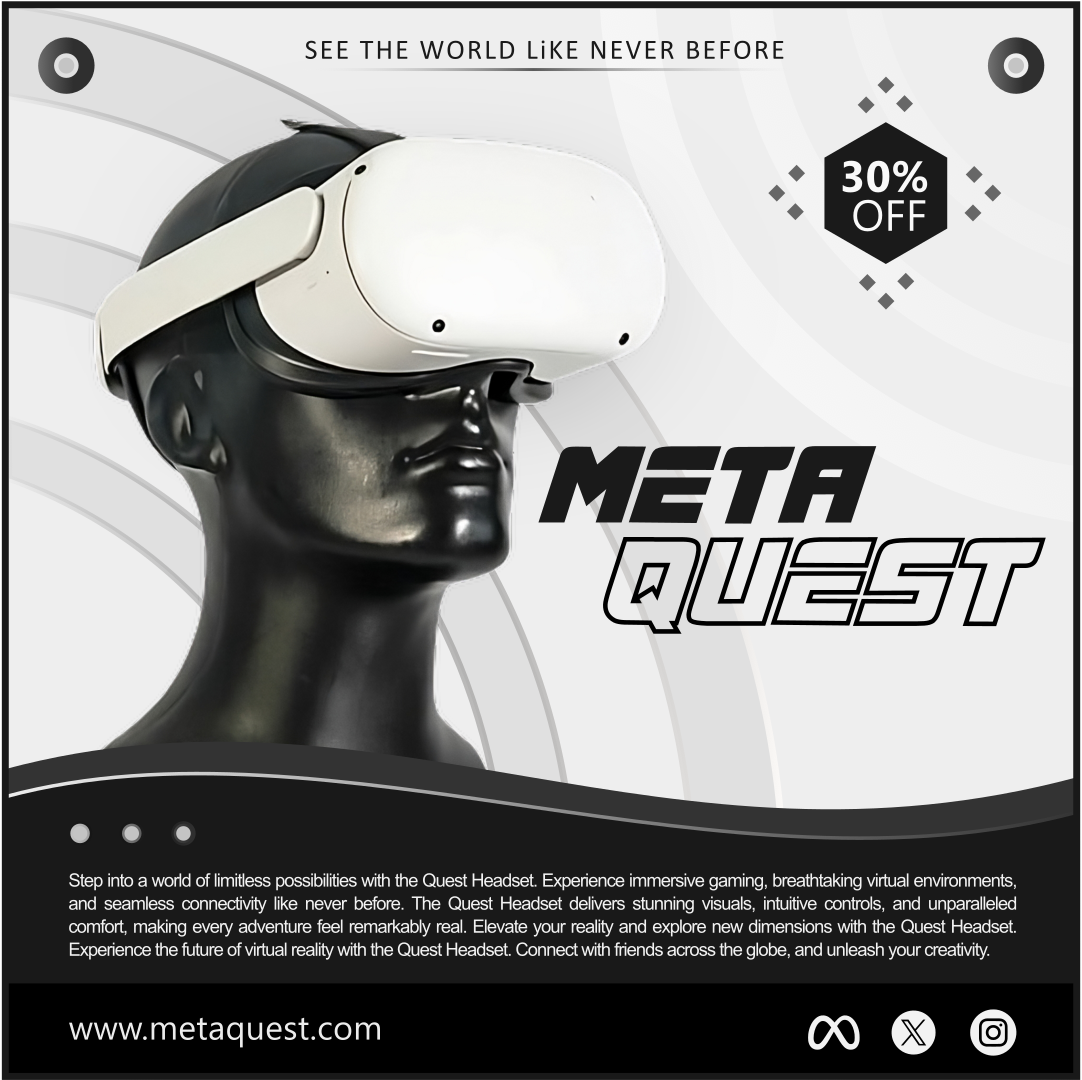 SEE THE WORLD LiKE NEVER BEFORE
30%
OFF
META
QUEST
Step into a world of limitless possibilities with the Quest Headset. Experience immersive gaming, breathtaking virtual environments,
and seamless connectivity like never before. The Quest Headset delivers stunning visuals, intuitive controls, and unparalleled
comfort, making every adventure feel remarkably real. Elevate your reality and explore new dimensions with the Quest Headset.
Experience the future of virtual reality with the Quest Headset. Connect with friends across the globe, and unleash your creativity.
www.metaquest.com